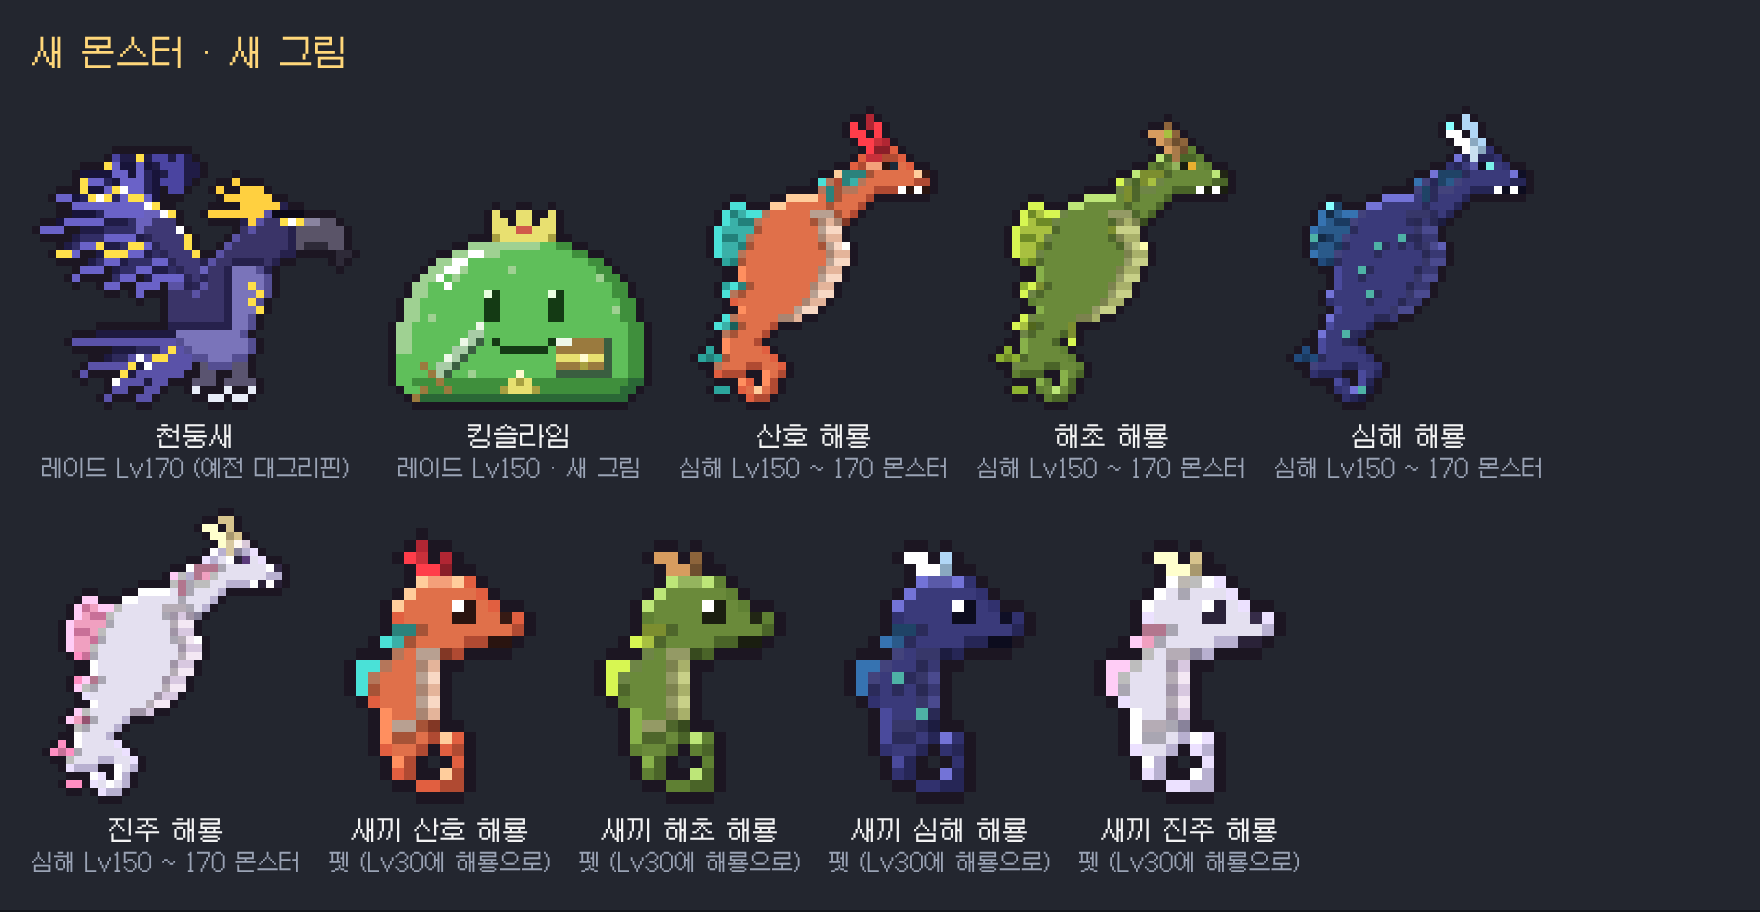 새 몬스터 · 새 그림
천둥새
레이드 Lv170 (예전 대그리핀)
킹슬라임
레이드 Lv150 · 새 그림
산호 해룡
심해 Lv150 ~ 170 몬스터
해초 해룡
심해 Lv150 ~ 170 몬스터
심해 해룡
심해 Lv150 ~ 170 몬스터
진주 해룡
심해 Lv150 ~ 170 몬스터
새끼 산호 해룡
펫 (Lv30에 해룡으로)
새끼 해초 해룡
펫 (Lv30에 해룡으로)
새끼 심해 해룡
펫 (Lv30에 해룡으로)
새끼 진주 해룡
펫 (Lv30에 해룡으로)